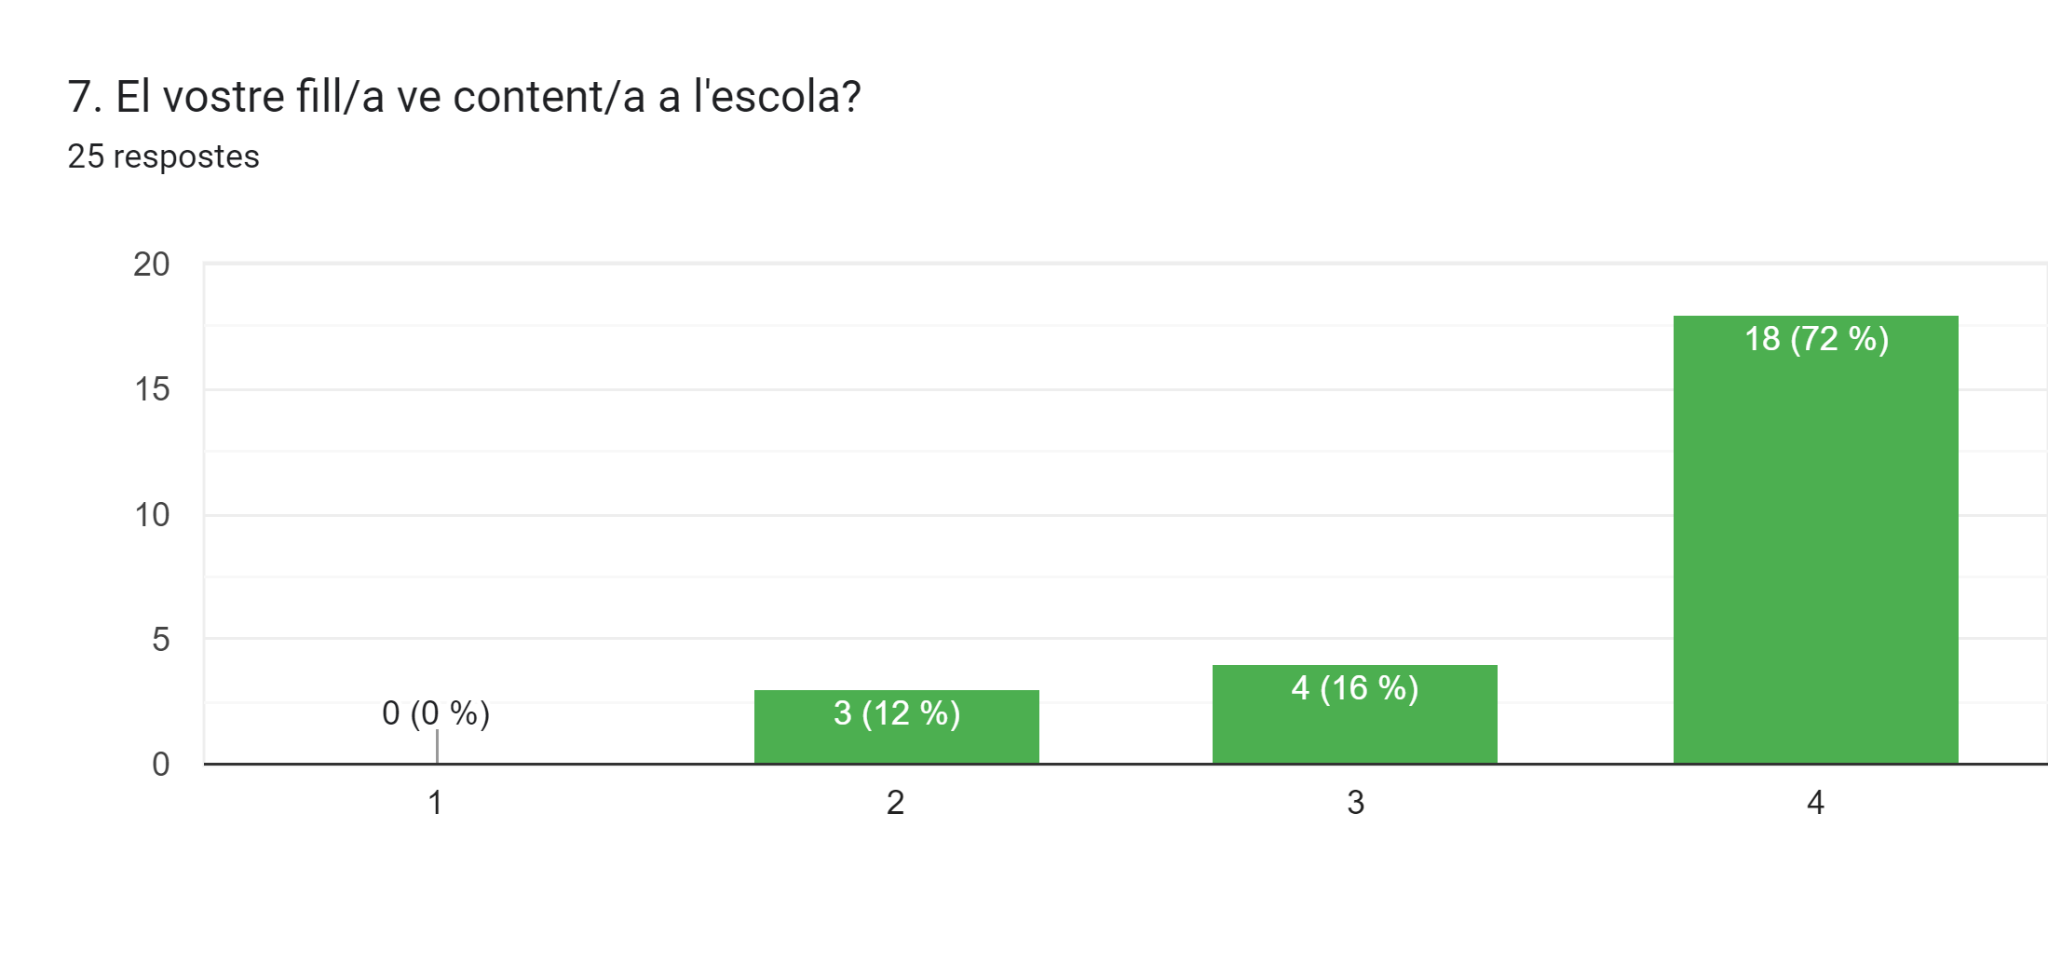 7. El vostre fill/a ve content/a a l'escola?
25 respostes
20
15
10
5
0
0 (0 %)
3 (12 %)
4 (16 %)
18 (72 %)
1
2
3
4